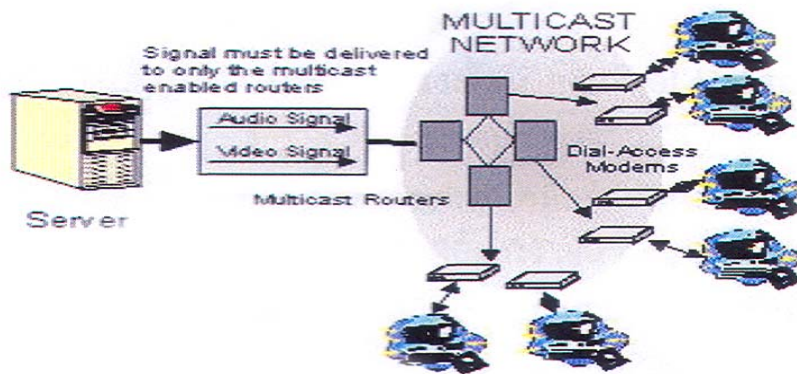 MULTICAST
NETWORK
Signal must be delivered
to only the multicast
enabled routers
Audio Signal
Video Signal
Dial-Access
Modems
Multicast Routers
Server